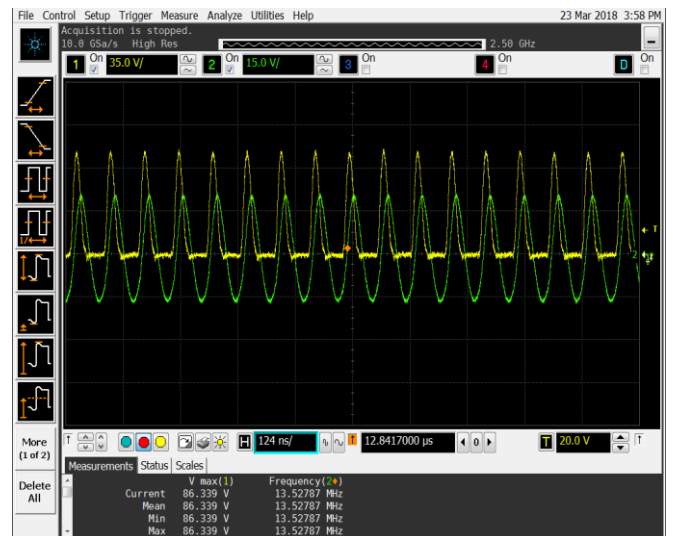 File Control Setup Trigger Measure Analyze Utilities Help 23 Mar 2018 3:58 PM
Acquisition is stopped.
10.0 GSa/s High Res 2.50 GHz
1 On 35.0 V/ 2 On 15.0 V/ 3 On 4 On D On
T
2
1/
More
(1 of 2)
Delete
All
H 124 ns/ 12.8417000 µs 0 T 20.0 V
Measurements Status Scales
V max(1) Frequency(2)
Current 86.339 V 13.52787 MHz
Mean 86.339 V 13.52787 MHz
Min 86.339 V 13.52787 MHz
Max 86.339 V 13.52787 MHz